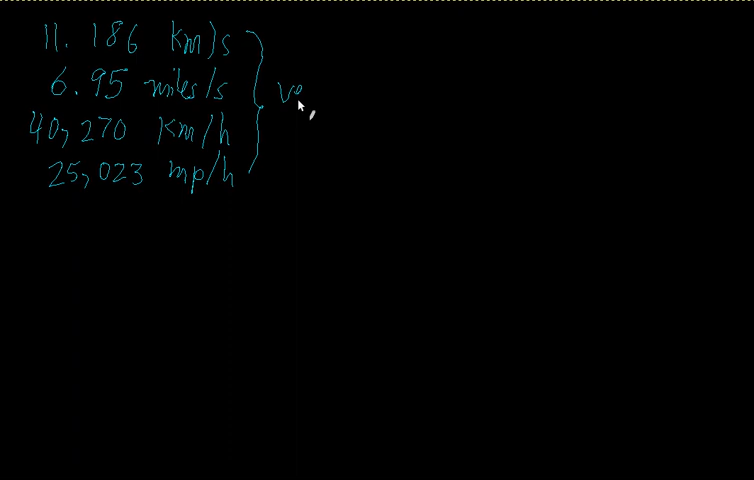 11.186 km/s
6.95 miles/s
40,270 km/h
25,023 mp/h
ve